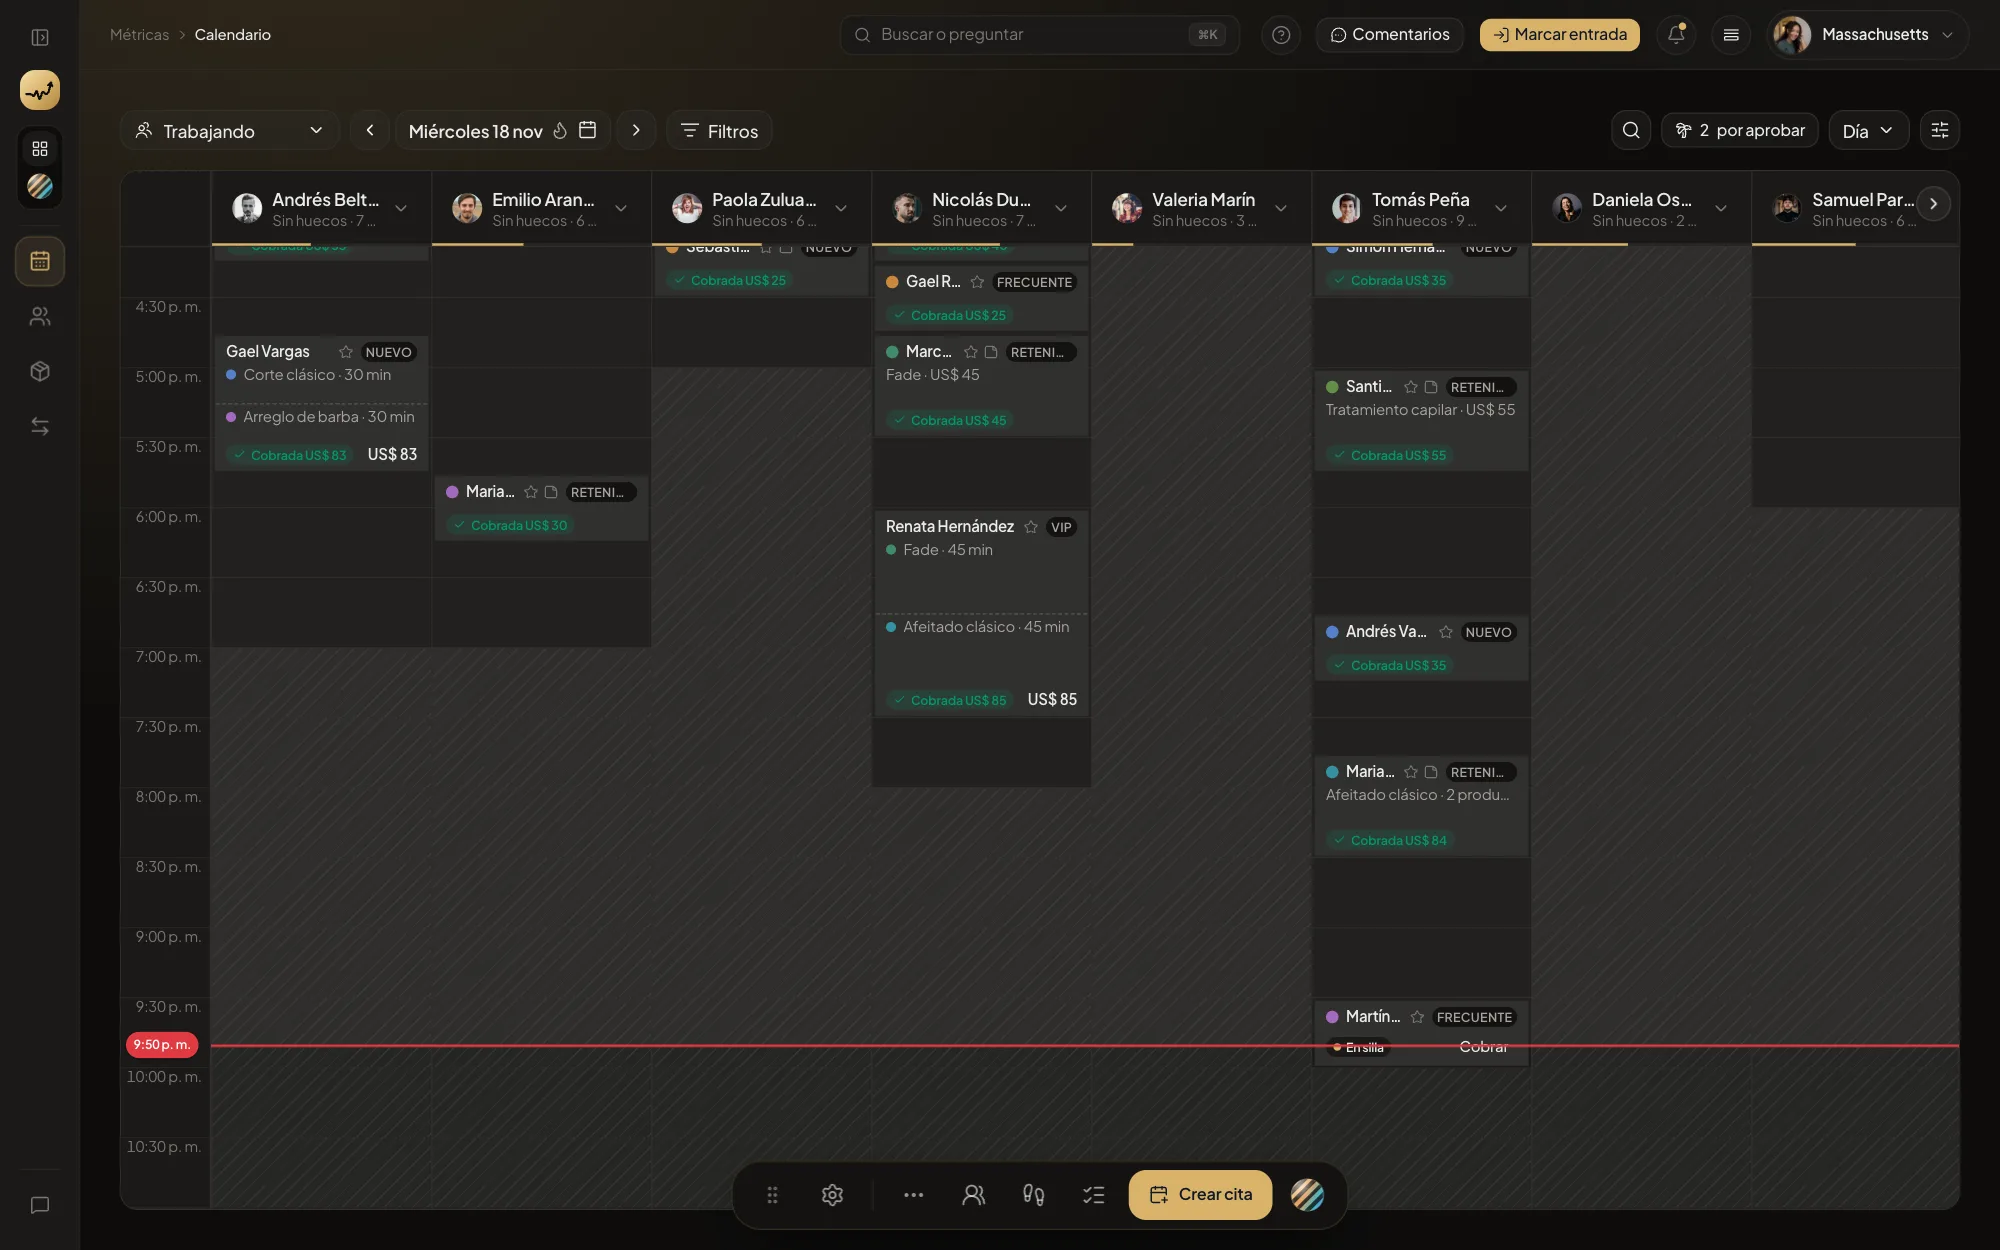 Métricas > Calendario
Buscar o preguntar
⌘K
Comentarios
Marcar entrada
Massachusetts
Trabajando
Miércoles 18 nov
Filtros
2 por aprobar
Día
Andrés Belt...
Sin huecos · 7 ...
Emilio Aran...
Sin huecos · 6 ...
Paola Zulua...
Sin huecos · 6 ...
Nicolás Du...
Sin huecos · 7 ...
Valeria Marín
Sin huecos · 3 ...
Tomás Peña
Sin huecos · 9 ...
Daniela Os...
Sin huecos · 2 ...
Samuel Par...
Sin huecos · 6 ...
4:30 p. m.
5:00 p. m.
5:30 p. m.
6:00 p. m.
6:30 p. m.
7:00 p. m.
7:30 p. m.
8:00 p. m.
8:30 p. m.
9:00 p. m.
9:30 p. m.
9:50 p. m.
10:00 p. m.
10:30 p. m.
Gael Vargas NUEVO
Corte clásico · 30 min
Arreglo de barba · 30 min
Cobrada US$ 83 US$ 83
Maria... RETENI...
Cobrada US$ 30
Sebasti... NUEVO
Cobrada US$ 25
Gael R... FRECUENTE
Cobrada US$ 25
Marc... RETENI...
Fade · US$ 45
Cobrada US$ 45
Renata Hernández VIP
Fade · 45 min
Afeitado clásico · 45 min
Cobrada US$ 85 US$ 85
Simón Herna... NUEVO
Cobrada US$ 35
Santi... RETENI...
Tratamiento capilar · US$ 55
Cobrada US$ 55
Andrés Va... NUEVO
Cobrada US$ 35
Maria... RETENI...
Afeitado clásico · 2 produ...
Cobrada US$ 84
Martín... FRECUENTE
En silla Cobrar
Crear cita